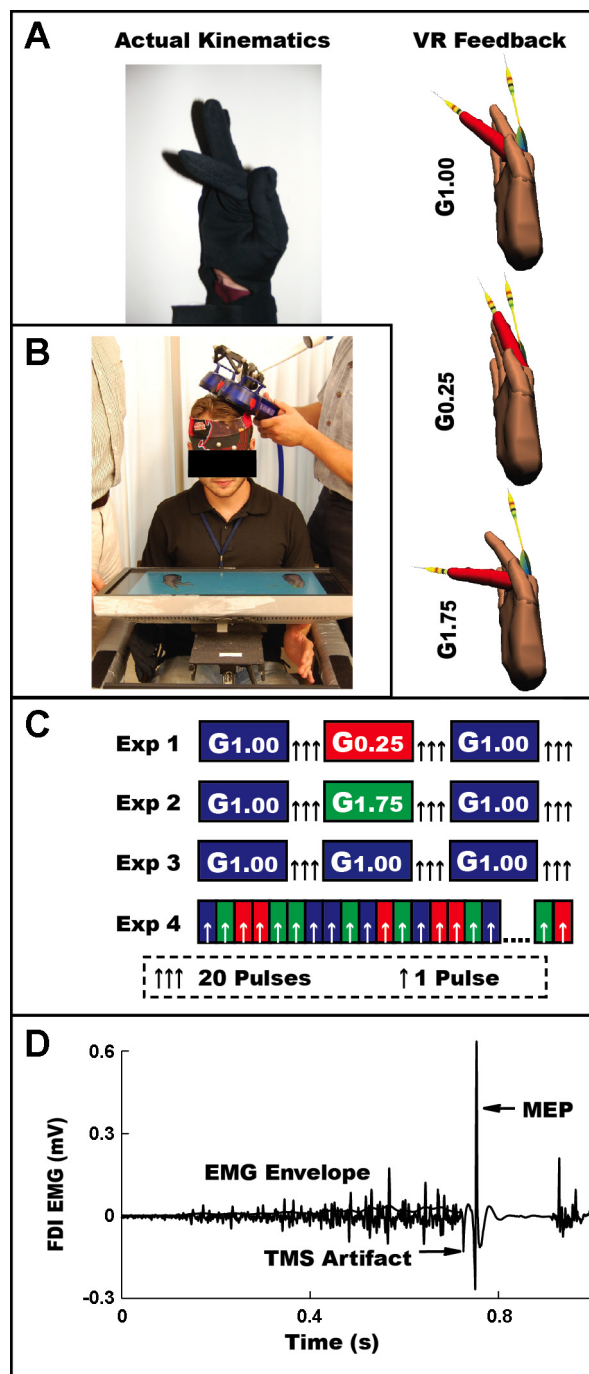 A
Actual Kinematics
VR Feedback
G1.00
G0.25
G1.75
B
C
Exp 1
G1.00
↑↑↑
G0.25
↑↑↑
G1.00
↑↑↑
Exp 2
G1.00
↑↑↑
G1.75
↑↑↑
G1.00
↑↑↑
Exp 3
G1.00
↑↑↑
G1.00
↑↑↑
G1.00
↑↑↑
Exp 4
↑↑↑ 20 Pulses
↑ 1 Pulse
D
FDI EMG (mV)
0.6
0.3
0
-0.3
MEP
EMG Envelope
TMS Artifact
0
0.4
0.8
Time (s)